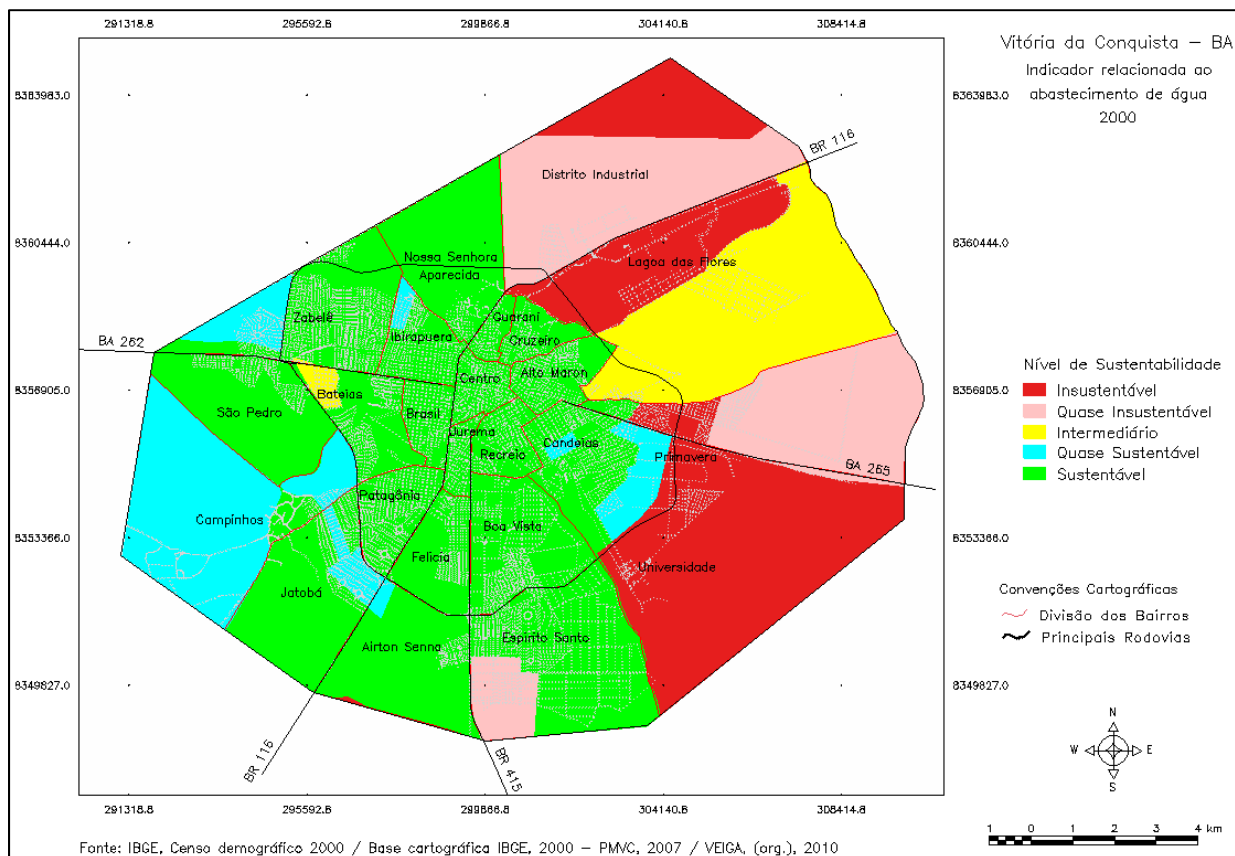 291318.8 295592.8 299866.8 304140.8 308414.8
Vitória da Conquista – BA
Indicador relacionada ao
abastecimento de água
2000
8363983.0 8363983.0
BR 116
Distrito Industrial
8360444.0 8360444.0
Nossa Senhora
Aparecida
Lagoa das Flores
Zabelê
Guarani
Ibirapuera
Cruzeiro
BA 262
Alto Maron
Centro
8356905.0 8356905.0
Bateias
São Pedro
Brasil
Jurema
Candeias
Recreio
Primavera
BA 265
Nível de Sustentabilidade
Insustentável
Quase Insustentável
Intermediário
Quase Sustentável
Sustentável
Patagônia
Campinhos
Boa Vista
8353366.0 8353366.0
Felícia
Universidade
Jatobá
Convenções Cartográficas
Divisão dos Bairros
Principais Rodovias
Espírito Santo
Airton Senna
8349827.0 8349827.0
BR 116
BR 415
N
W E
S
291318.8 295592.8 299866.8 304140.8 308414.8
1 0 1 2 3 4 km
Fonte: IBGE, Censo demográfico 2000 / Base cartográfica IBGE, 2000 – PMVC, 2007 / VEIGA, (org.), 2010